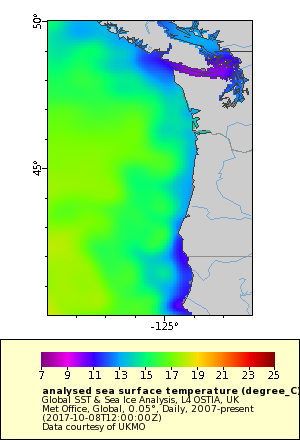 50°
45°
-125°
7 9 11 13 15 17 19 21 23 25
analysed sea surface temperature (degree_C)
Global SST & Sea Ice Analysis, L4 OSTIA, UK
Met Office, Global, 0.05°, Daily, 2007-present
(2017-10-08T12:00:00Z)
Data courtesy of UKMO